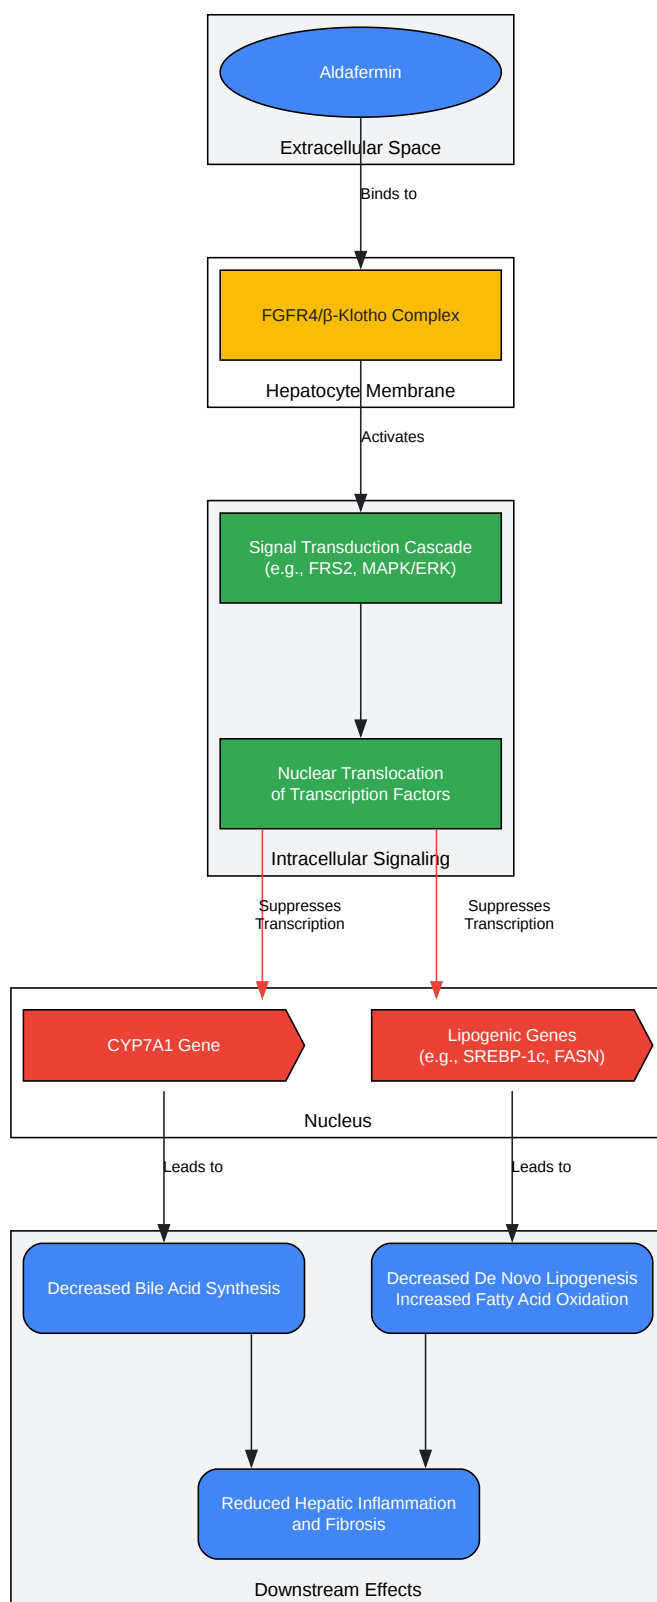 Aldafermin
Extracellular Space
Binds to
FGFR4/β-Klotho Complex
Hepatocyte Membrane
Activates
Signal Transduction Cascade
(e.g., FRS2, MAPK/ERK)
Nuclear Translocation
of Transcription Factors
Intracellular Signaling
Suppresses
Transcription
Suppresses
Transcription
CYP7A1 Gene
Lipogenic Genes
(e.g., SREBP-1c, FASN)
Nucleus
Leads to
Leads to
Decreased Bile Acid Synthesis
Decreased De Novo Lipogenesis
Increased Fatty Acid Oxidation
Reduced Hepatic Inflammation
and Fibrosis
Downstream Effects